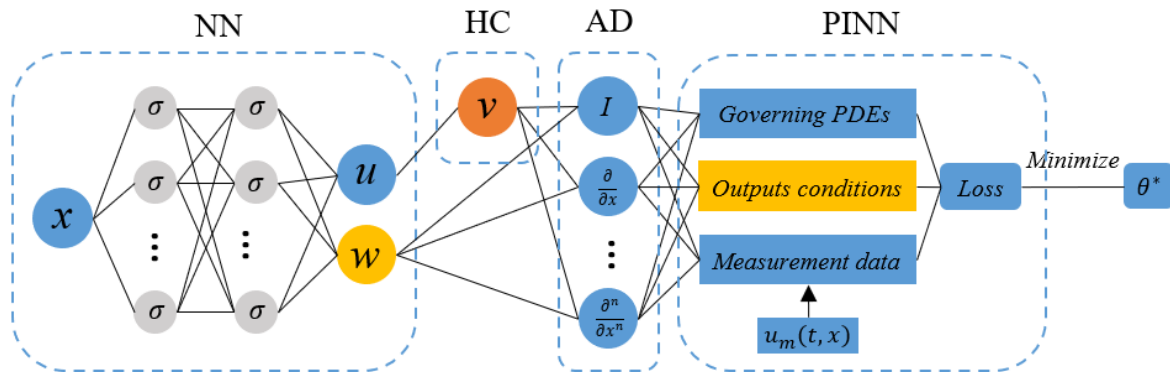 NN
HC
AD
PINN
x
σ
σ
σ
σ
⋮
⋮
σ
σ
u
w
v
I
∂/∂x
⋮
∂ⁿ/∂xⁿ
Governing PDEs
Outputs conditions
Measurement data
u_m(t, x)
Loss
Minimize
θ*